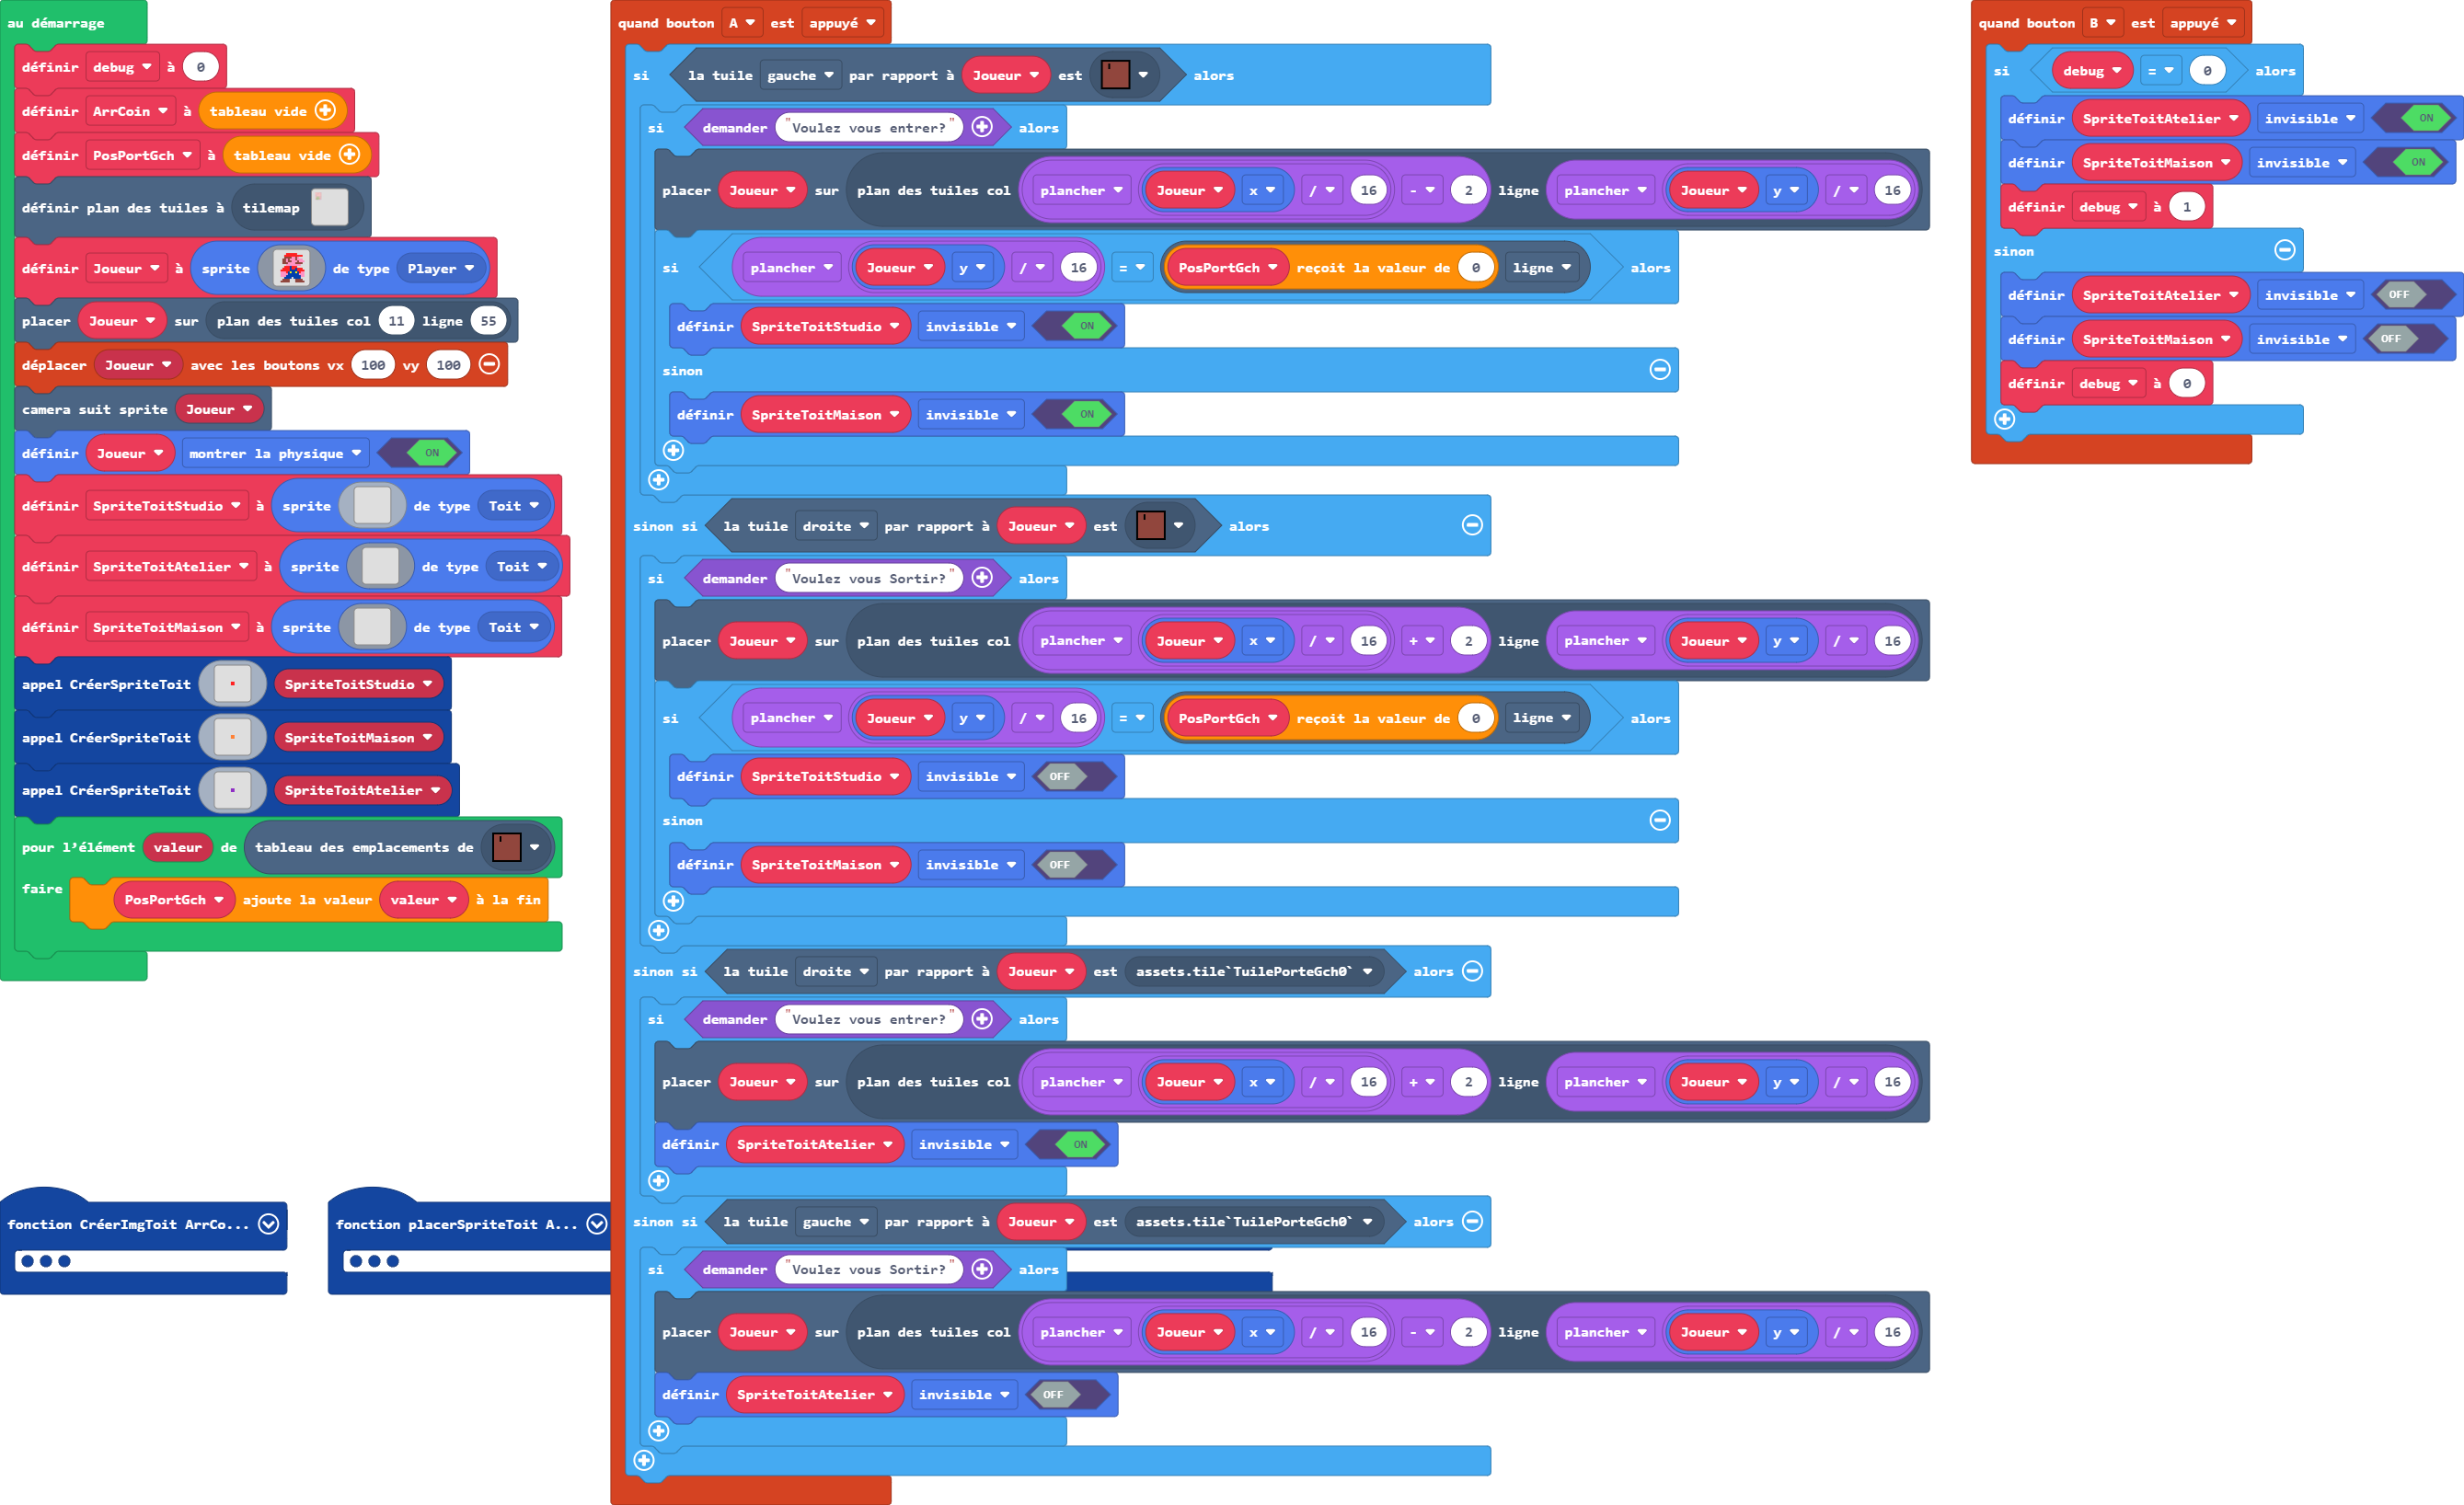 au démarrage
définir debug à 0
définir ArrCoin à tableau vide
définir PosPortGch à tableau vide
définir plan des tuiles à tilemap
définir Joueur à sprite de type Player
placer Joueur sur plan des tuiles col 11 ligne 55
déplacer Joueur avec les boutons vx 100 vy 100
camera suit sprite Joueur
définir Joueur montrer la physique ON
définir SpriteToitStudio à sprite de type Toit
définir SpriteToitAtelier à sprite de type Toit
définir SpriteToitMaison à sprite de type Toit
appel CréerSpriteToit SpriteToitStudio
appel CréerSpriteToit SpriteToitMaison
appel CréerSpriteToit SpriteToitAtelier
pour l'élément valeur de tableau des emplacements de
faire
PosPortGch ajoute la valeur valeur à la fin
fonction CréerImgToit ArrCo...
fonction placerSpriteToit A...
quand bouton A est appuyé
si la tuile gauche par rapport à Joueur est alors
si demander "Voulez vous entrer?" alors
placer Joueur sur plan des tuiles col plancher Joueur x / 16 - 2 ligne plancher Joueur y / 16
si plancher Joueur y / 16 = PosPortGch reçoit la valeur de 0 ligne alors
définir SpriteToitStudio invisible ON
sinon
définir SpriteToitMaison invisible ON
sinon si la tuile droite par rapport à Joueur est alors
si demander "Voulez vous Sortir?" alors
placer Joueur sur plan des tuiles col plancher Joueur x / 16 + 2 ligne plancher Joueur y / 16
si plancher Joueur y / 16 = PosPortGch reçoit la valeur de 0 ligne alors
définir SpriteToitStudio invisible OFF
sinon
définir SpriteToitMaison invisible OFF
sinon si la tuile droite par rapport à Joueur est assets.tile`TuilePorteGch0` alors
si demander "Voulez vous entrer?" alors
placer Joueur sur plan des tuiles col plancher Joueur x / 16 + 2 ligne plancher Joueur y / 16
définir SpriteToitAtelier invisible ON
sinon si la tuile gauche par rapport à Joueur est assets.tile`TuilePorteGch0` alors
si demander "Voulez vous Sortir?" alors
placer Joueur sur plan des tuiles col plancher Joueur x / 16 - 2 ligne plancher Joueur y / 16
définir SpriteToitAtelier invisible OFF
quand bouton B est appuyé
si debug = 0 alors
définir SpriteToitAtelier invisible ON
définir SpriteToitMaison invisible ON
définir debug à 1
sinon
définir SpriteToitAtelier invisible OFF
définir SpriteToitMaison invisible OFF
définir debug à 0